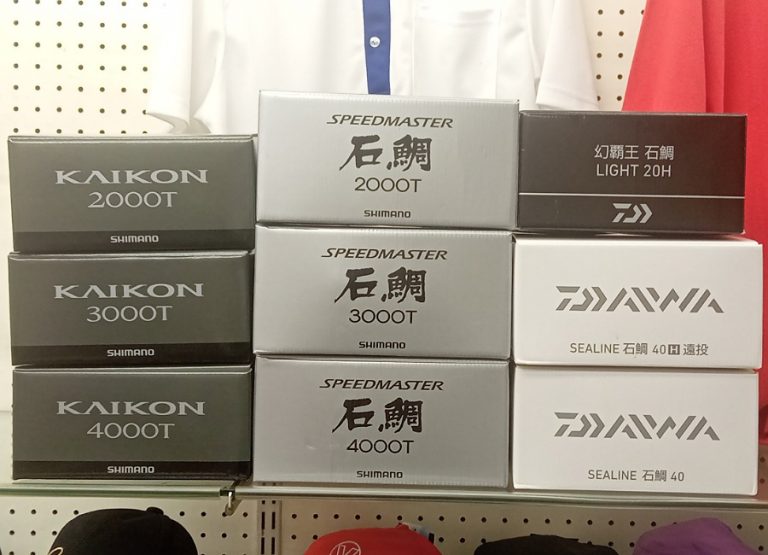 KAIKON
2000T
SHIMANO
KAIKON
3000T
SHIMANO
KAIKON
4000T
SHIMANO
SPEEDMASTER
石鯛
2000T
SHIMANO
SPEEDMASTER
石鯛
3000T
SHIMANO
SPEEDMASTER
石鯛
4000T
SHIMANO
幻覇王 石鯛
LIGHT 20H
DAIWA
SEALINE 石鯛 40 H 遠投
DAIWA
SEALINE 石鯛 40